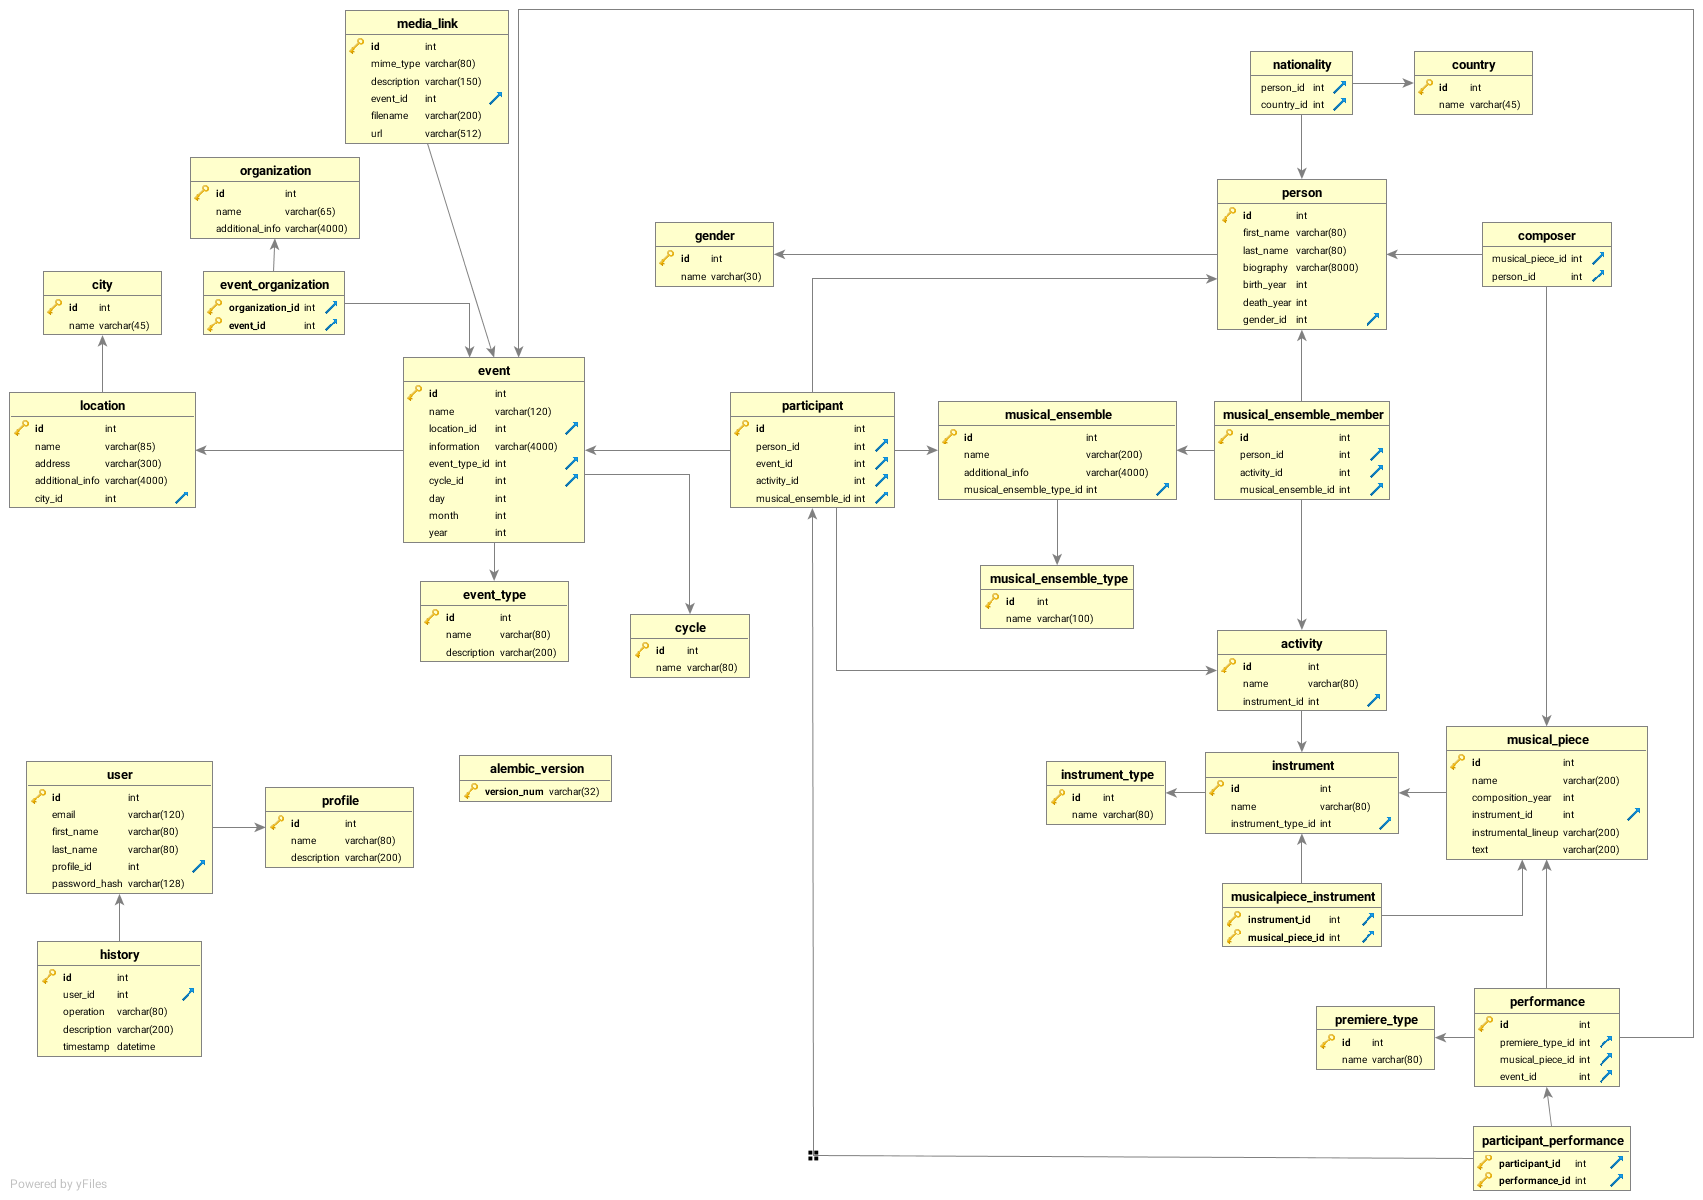 media_link
id int
mime_type varchar(80)
description varchar(150)
event_id int
filename varchar(200)
url varchar(512)
nationality
person_id int
country_id int
country
id int
name varchar(45)
organization
id int
name varchar(65)
additional_info varchar(4000)
person
id int
first_name varchar(80)
last_name varchar(80)
biography varchar(8000)
birth_year int
death_year int
gender_id int
gender
id int
name varchar(30)
composer
musical_piece_id int
person_id int
city
id int
name varchar(45)
event_organization
organization_id int
event_id int
event
id int
name varchar(120)
location_id int
information varchar(4000)
event_type_id int
cycle_id int
day int
month int
year int
location
id int
name varchar(85)
address varchar(300)
additional_info varchar(4000)
city_id int
participant
id int
person_id int
event_id int
activity_id int
musical_ensemble_id int
musical_ensemble
id int
name varchar(200)
additional_info varchar(4000)
musical_ensemble_type_id int
musical_ensemble_member
id int
person_id int
activity_id int
musical_ensemble_id int
musical_ensemble_type
id int
name varchar(100)
event_type
id int
name varchar(80)
description varchar(200)
cycle
id int
name varchar(80)
activity
id int
name varchar(80)
instrument_id int
musical_piece
id int
name varchar(200)
composition_year int
instrument_id int
instrumental_lineup varchar(200)
text varchar(200)
user
id int
email varchar(120)
first_name varchar(80)
last_name varchar(80)
profile_id int
password_hash varchar(128)
profile
id int
name varchar(80)
description varchar(200)
alembic_version
version_num varchar(32)
instrument_type
id int
name varchar(80)
instrument
id int
name varchar(80)
instrument_type_id int
musicalpiece_instrument
instrument_id int
musical_piece_id int
history
id int
user_id int
operation varchar(80)
description varchar(200)
timestamp datetime
premiere_type
id int
name varchar(80)
performance
id int
premiere_type_id int
musical_piece_id int
event_id int
participant_performance
participant_id int
performance_id int
Powered by yFiles